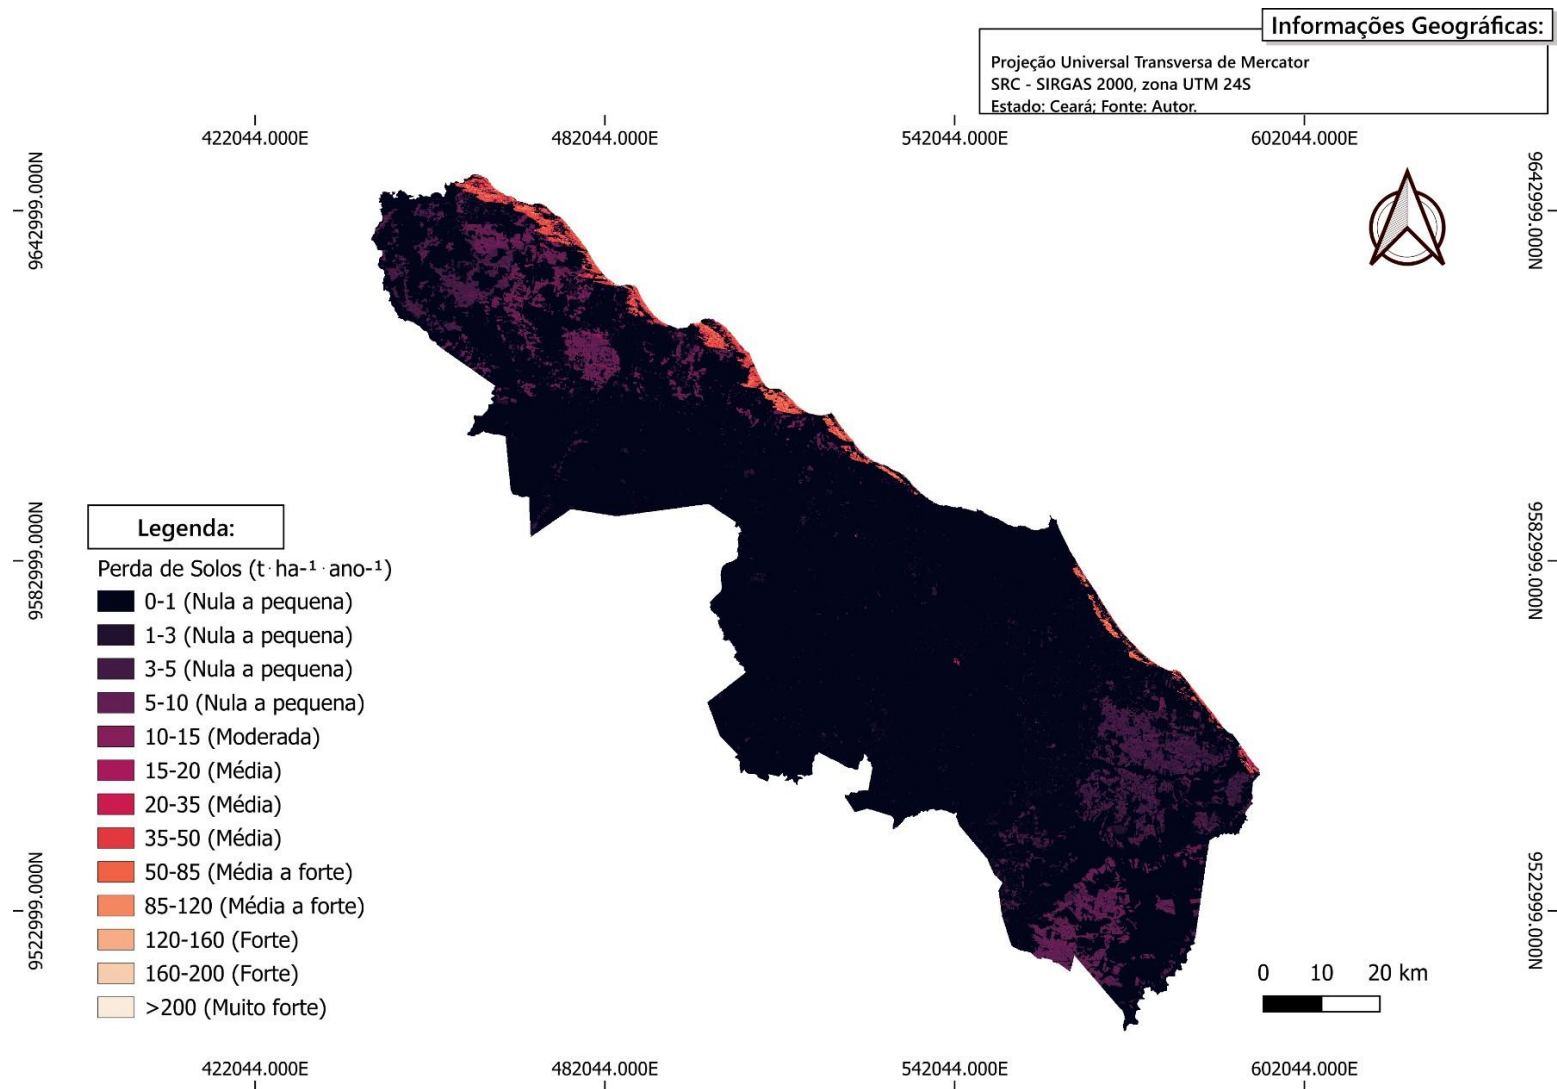 Informações Geográficas:
Projeção Universal Transversa de Mercator
SRC - SIRGAS 2000, zona UTM 24S
Estado: Ceará; Fonte: Autor.
422044.000E
482044.000E
542044.000E
602044.000E
9642999.000N
9642999.000N
9582999.000N
9582999.000N
9522999.000N
9522999.000N
Legenda:
Perda de Solos (t·ha-¹·ano-¹)
0-1 (Nula a pequena)
1-3 (Nula a pequena)
3-5 (Nula a pequena)
5-10 (Nula a pequena)
10-15 (Moderada)
15-20 (Média)
20-35 (Média)
35-50 (Média)
50-85 (Média a forte)
85-120 (Média a forte)
120-160 (Forte)
160-200 (Forte)
>200 (Muito forte)
0 10 20 km
422044.000E
482044.000E
542044.000E
602044.000E